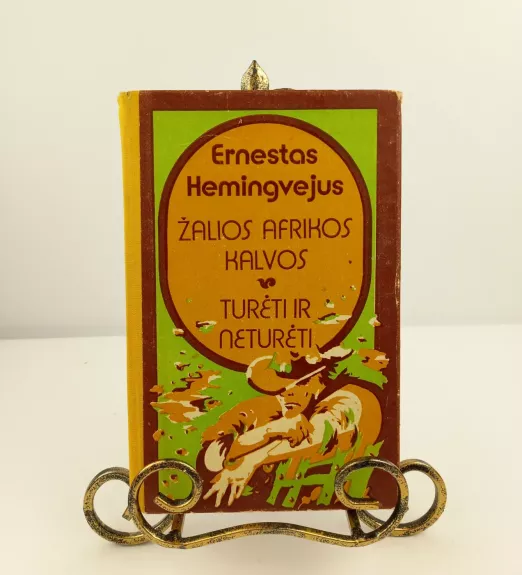 Ernestas
Hemingvejus
ŽALIOS AFRIKOS
KALVOS
TURĖTI IR
NETURĖTI